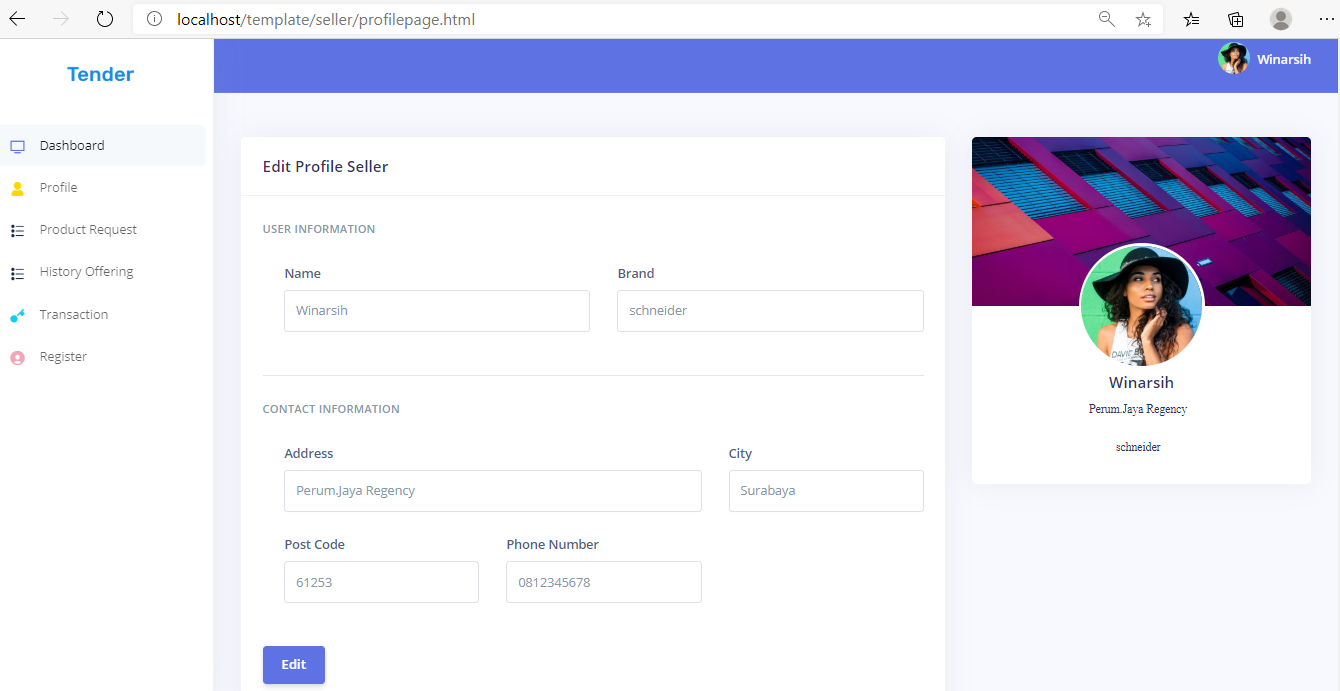 localhost/template/seller/profilepage.html
Tender
Winarsih
Dashboard
Profile
Product Request
History Offering
Transaction
Register
Edit Profile Seller
USER INFORMATION
Name Brand
Winarsih schneider
CONTACT INFORMATION
Address City
Perum.Jaya Regency Surabaya
Post Code Phone Number
61253 0812345678
Edit
Winarsih
Perum.Jaya Regency
schneider